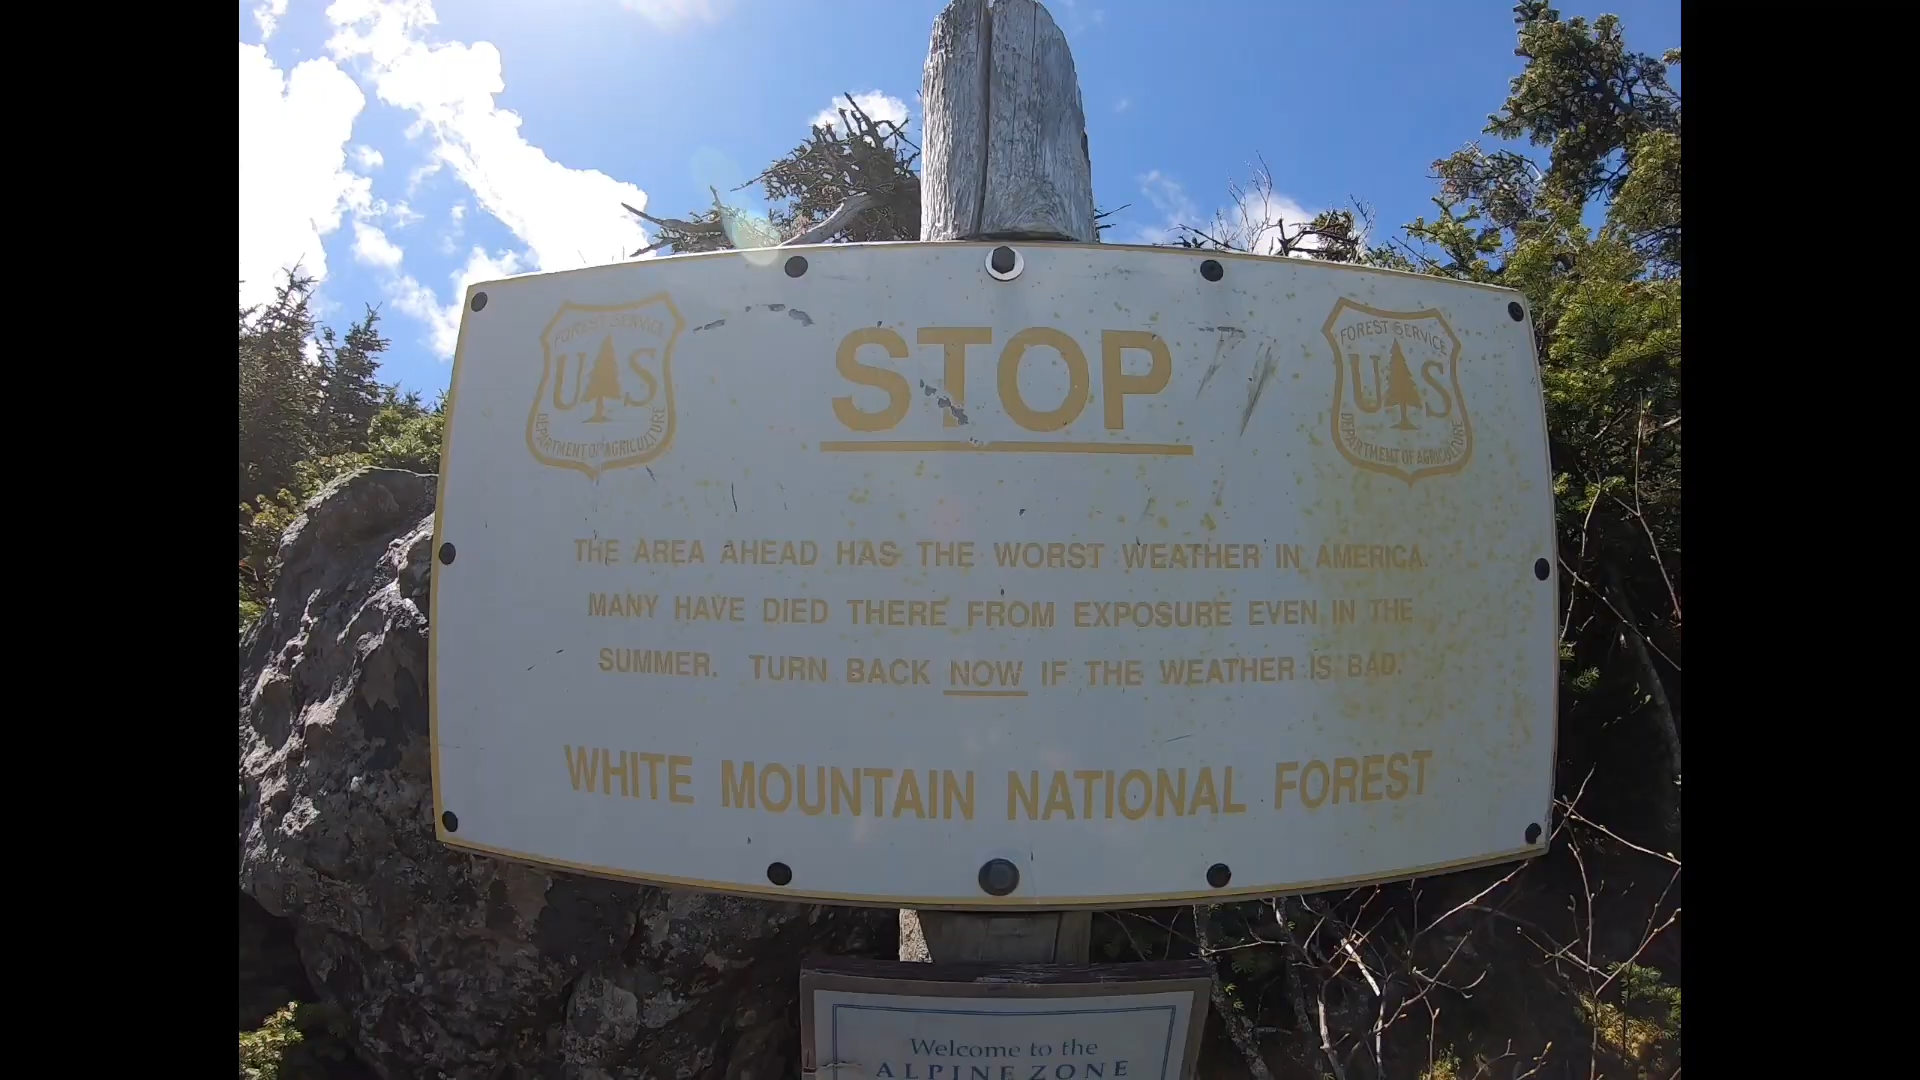 FOREST SERVICE
U S
DEPARTMENT OF AGRICULTURE
STOP
FOREST SERVICE
U S
DEPARTMENT OF AGRICULTURE
THE AREA AHEAD HAS THE WORST WEATHER IN AMERICA.
MANY HAVE DIED THERE FROM EXPOSURE EVEN IN THE
SUMMER. TURN BACK NOW IF THE WEATHER IS BAD.
WHITE MOUNTAIN NATIONAL FOREST
Welcome to the
ALPINE ZONE